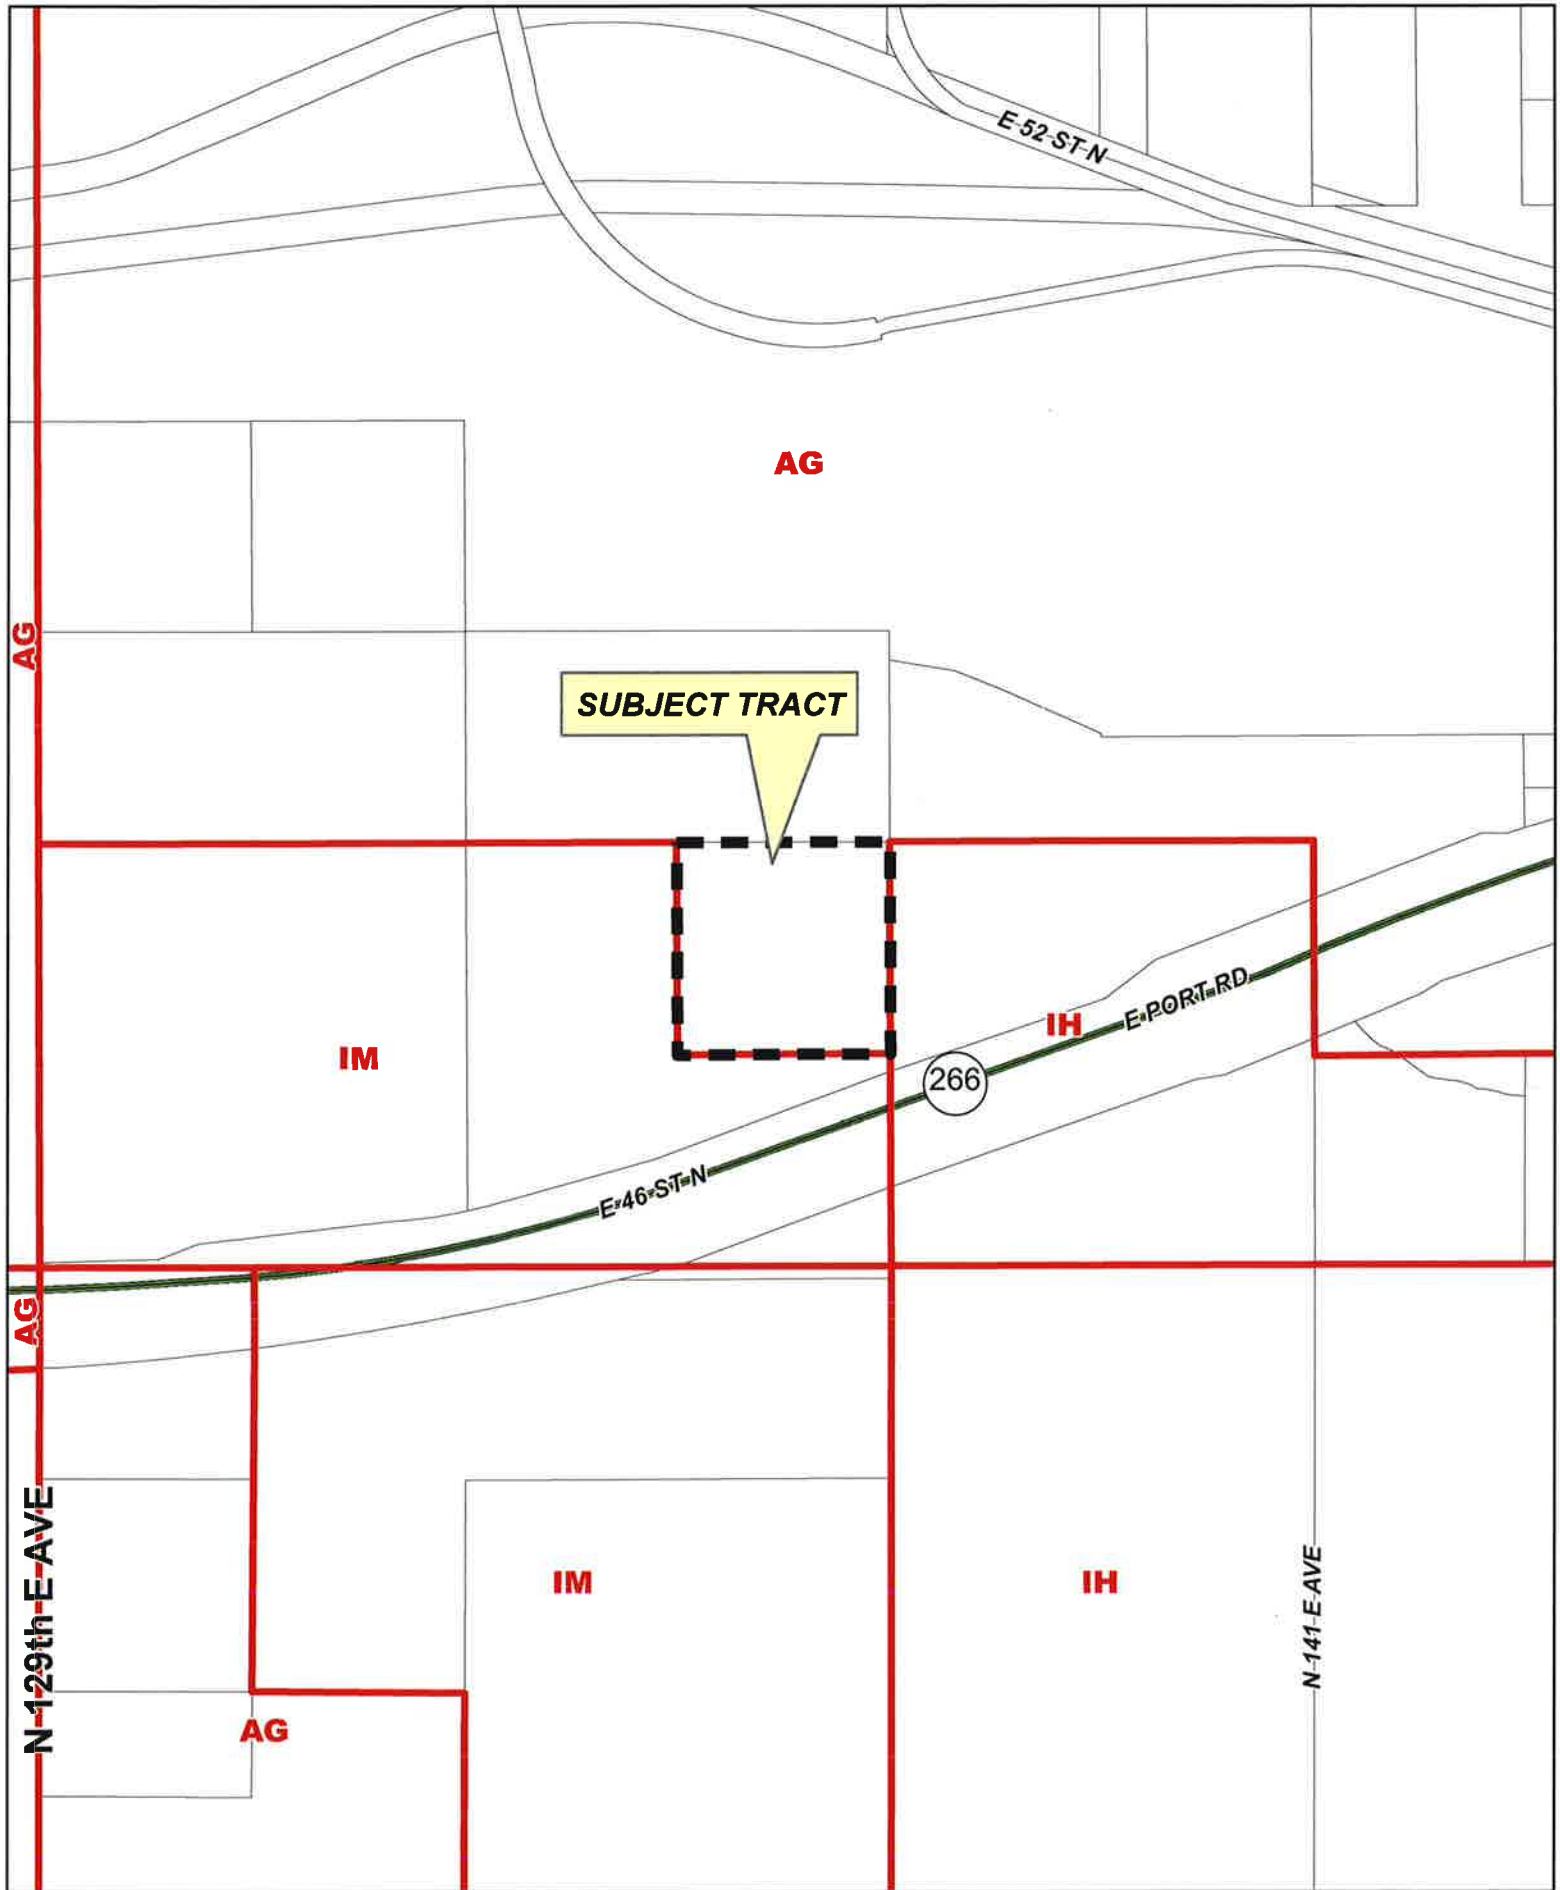 E 52 ST N
AG
AG
SUBJECT TRACT
E PORT RD
IH
IM
266
E 46 ST N
AG
N 129th E AVE
N 141 E AVE
IM
IH
AG